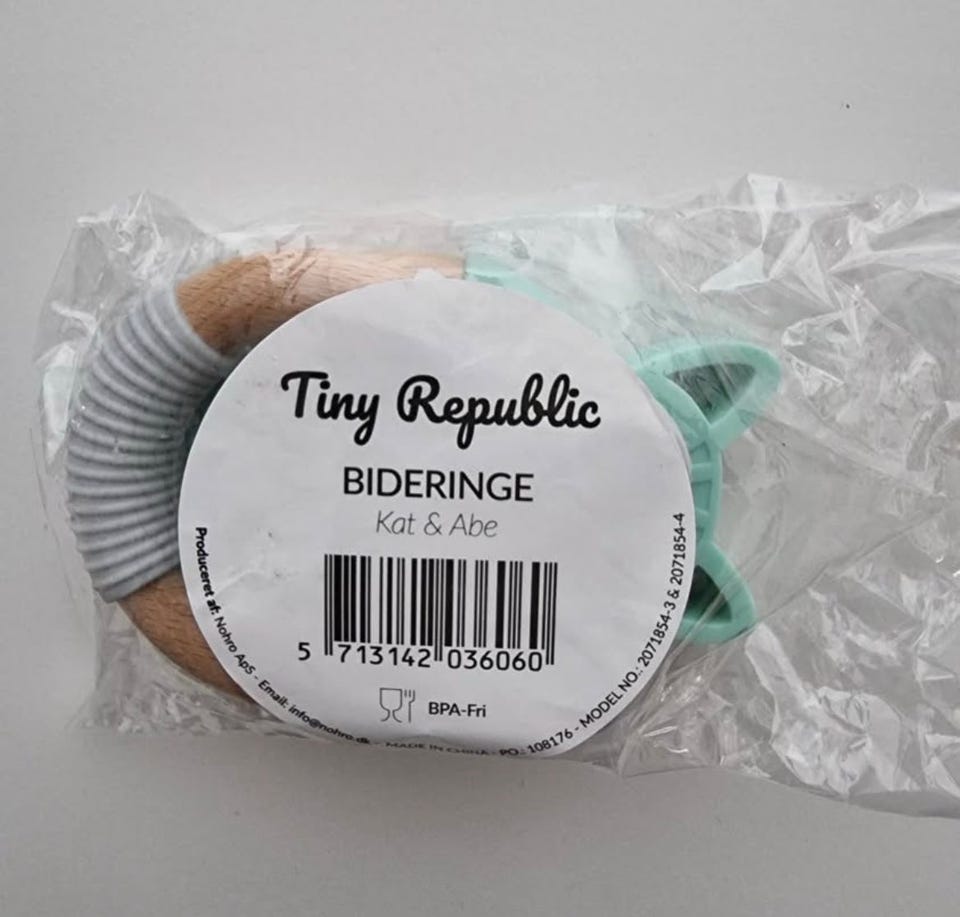 Tiny Republic
BIDERINGE
Kat & Abe
5 713142 036060
BPA-Fri
Produceret af: Nohro ApS - Email: info@nohro.dk - MADE IN CHINA - PO.: 108176 - MODEL NO.: 2071854-3 & 2071854-4